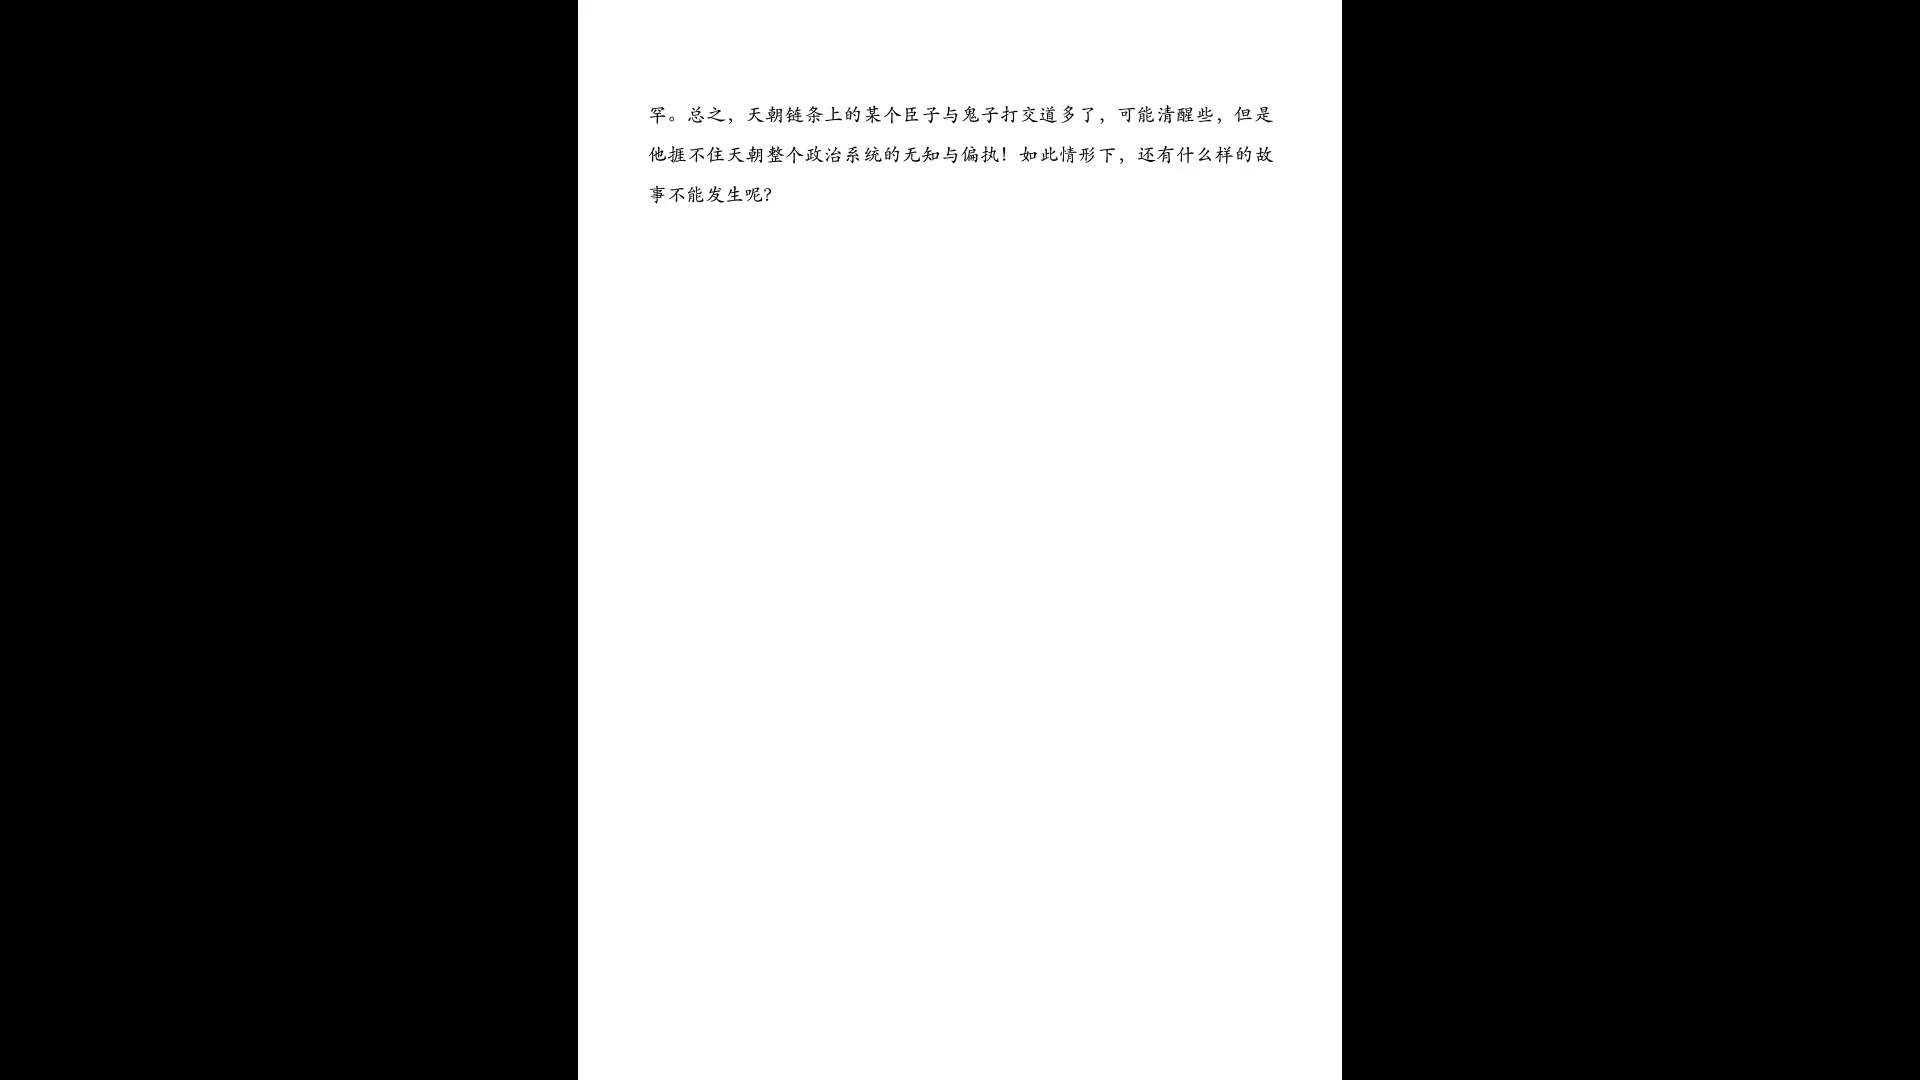 罕。总之，天朝链条上的某个臣子与鬼子打交道多了，可能清醒些，但是
他捱不住天朝整个政治系统的无知与偏执！如此情形下，还有什么样的故
事不能发生呢？